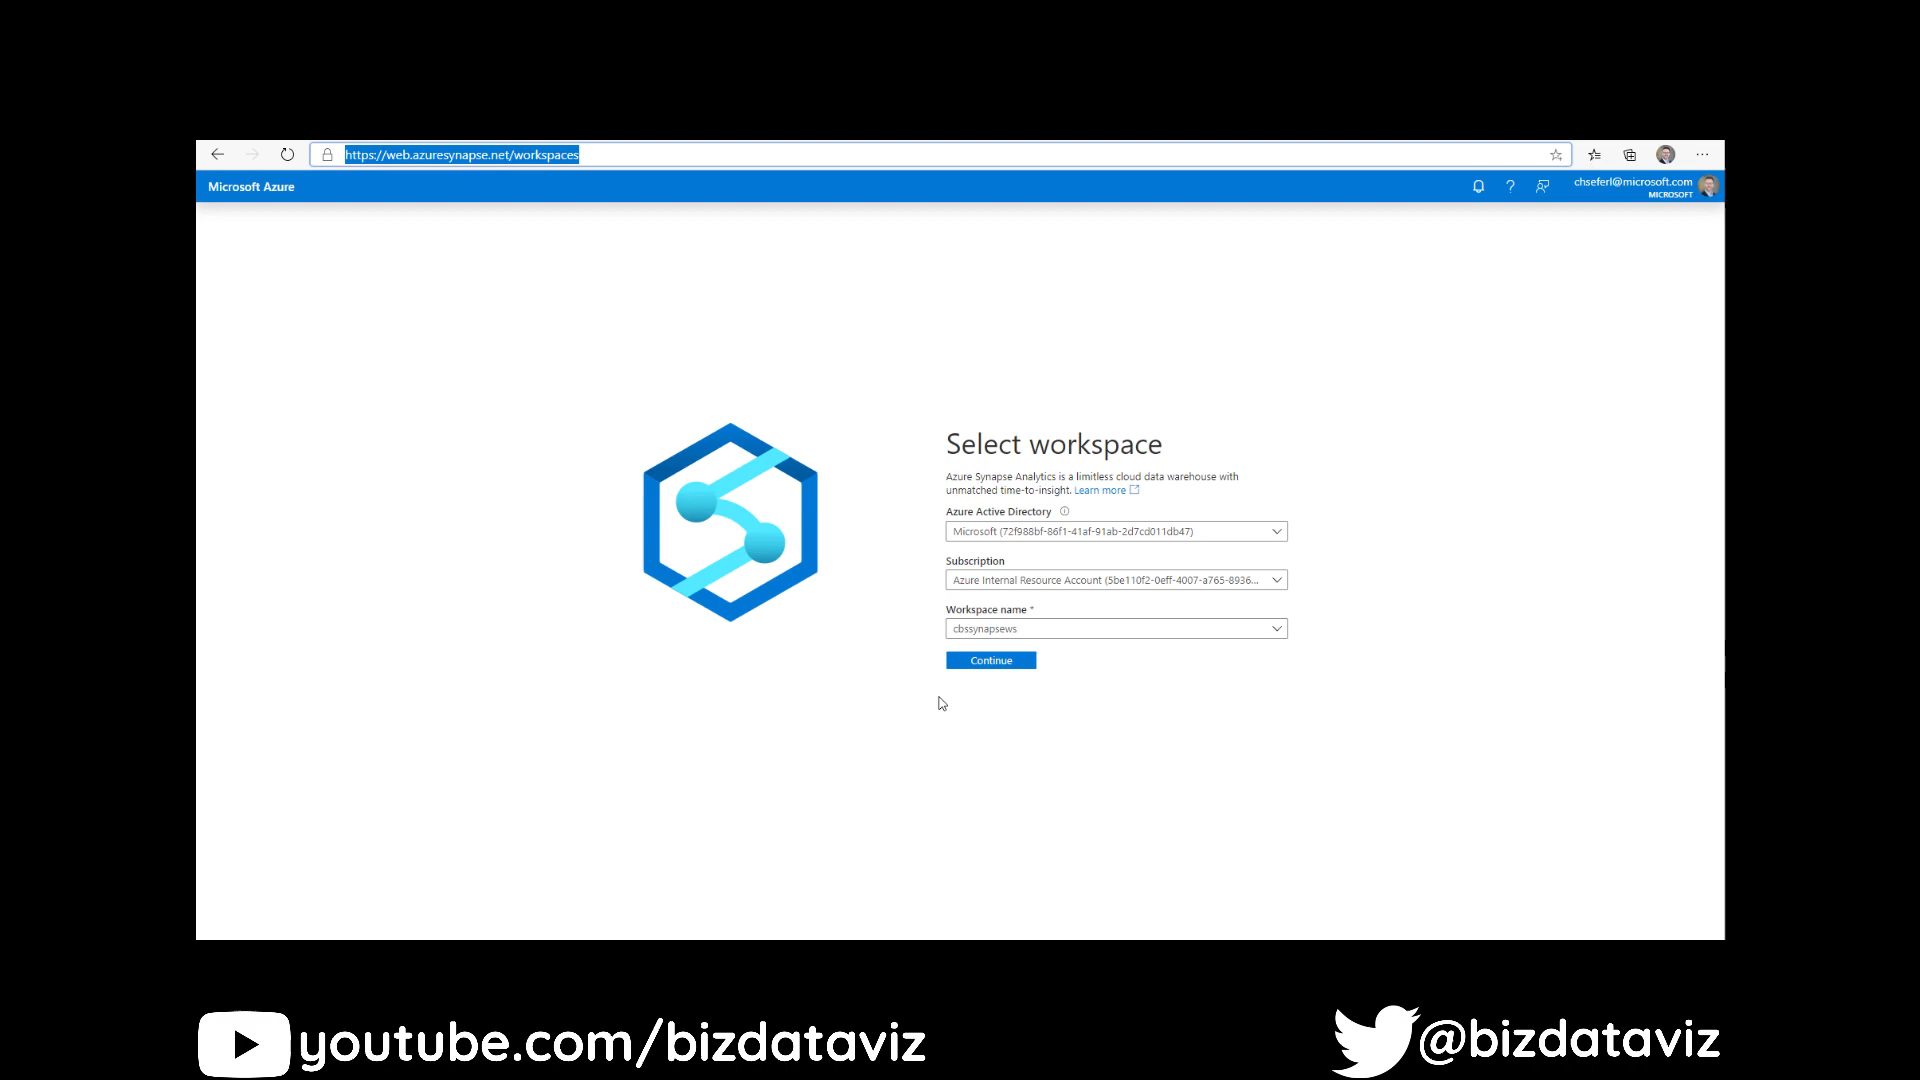 https://web.azuresynapse.net/workspaces
Microsoft Azure
chseferl@microsoft.com
MICROSOFT
Select workspace
Azure Synapse Analytics is a limitless cloud data warehouse with
unmatched time-to-insight. Learn more
Azure Active Directory
Microsoft (72f988bf-86f1-41af-91ab-2d7cd011db47)
Subscription
Azure Internal Resource Account (5be110f2-0eff-4007-a765-8936...
Workspace name *
cbssynapsews
Continue
youtube.com/bizdataviz
@bizdataviz